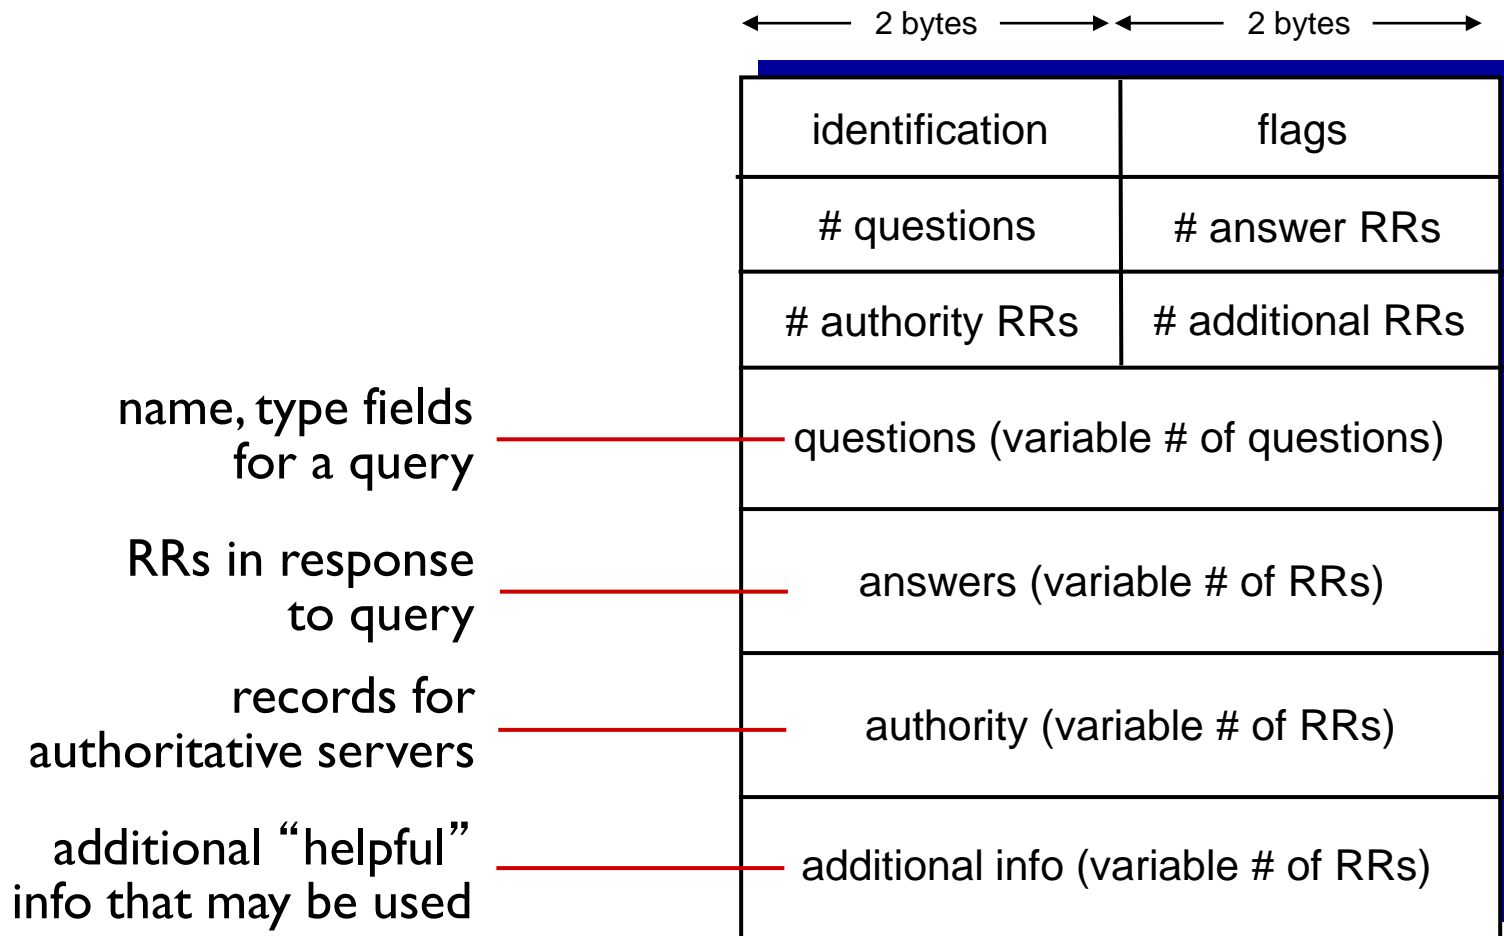 2 bytes 2 bytes
identification flags
# questions # answer RRs
# authority RRs # additional RRs
name, type fields
for a query
questions (variable # of questions)
RRs in response
to query
answers (variable # of RRs)
records for
authoritative servers
authority (variable # of RRs)
additional “helpful”
info that may be used
additional info (variable # of RRs)